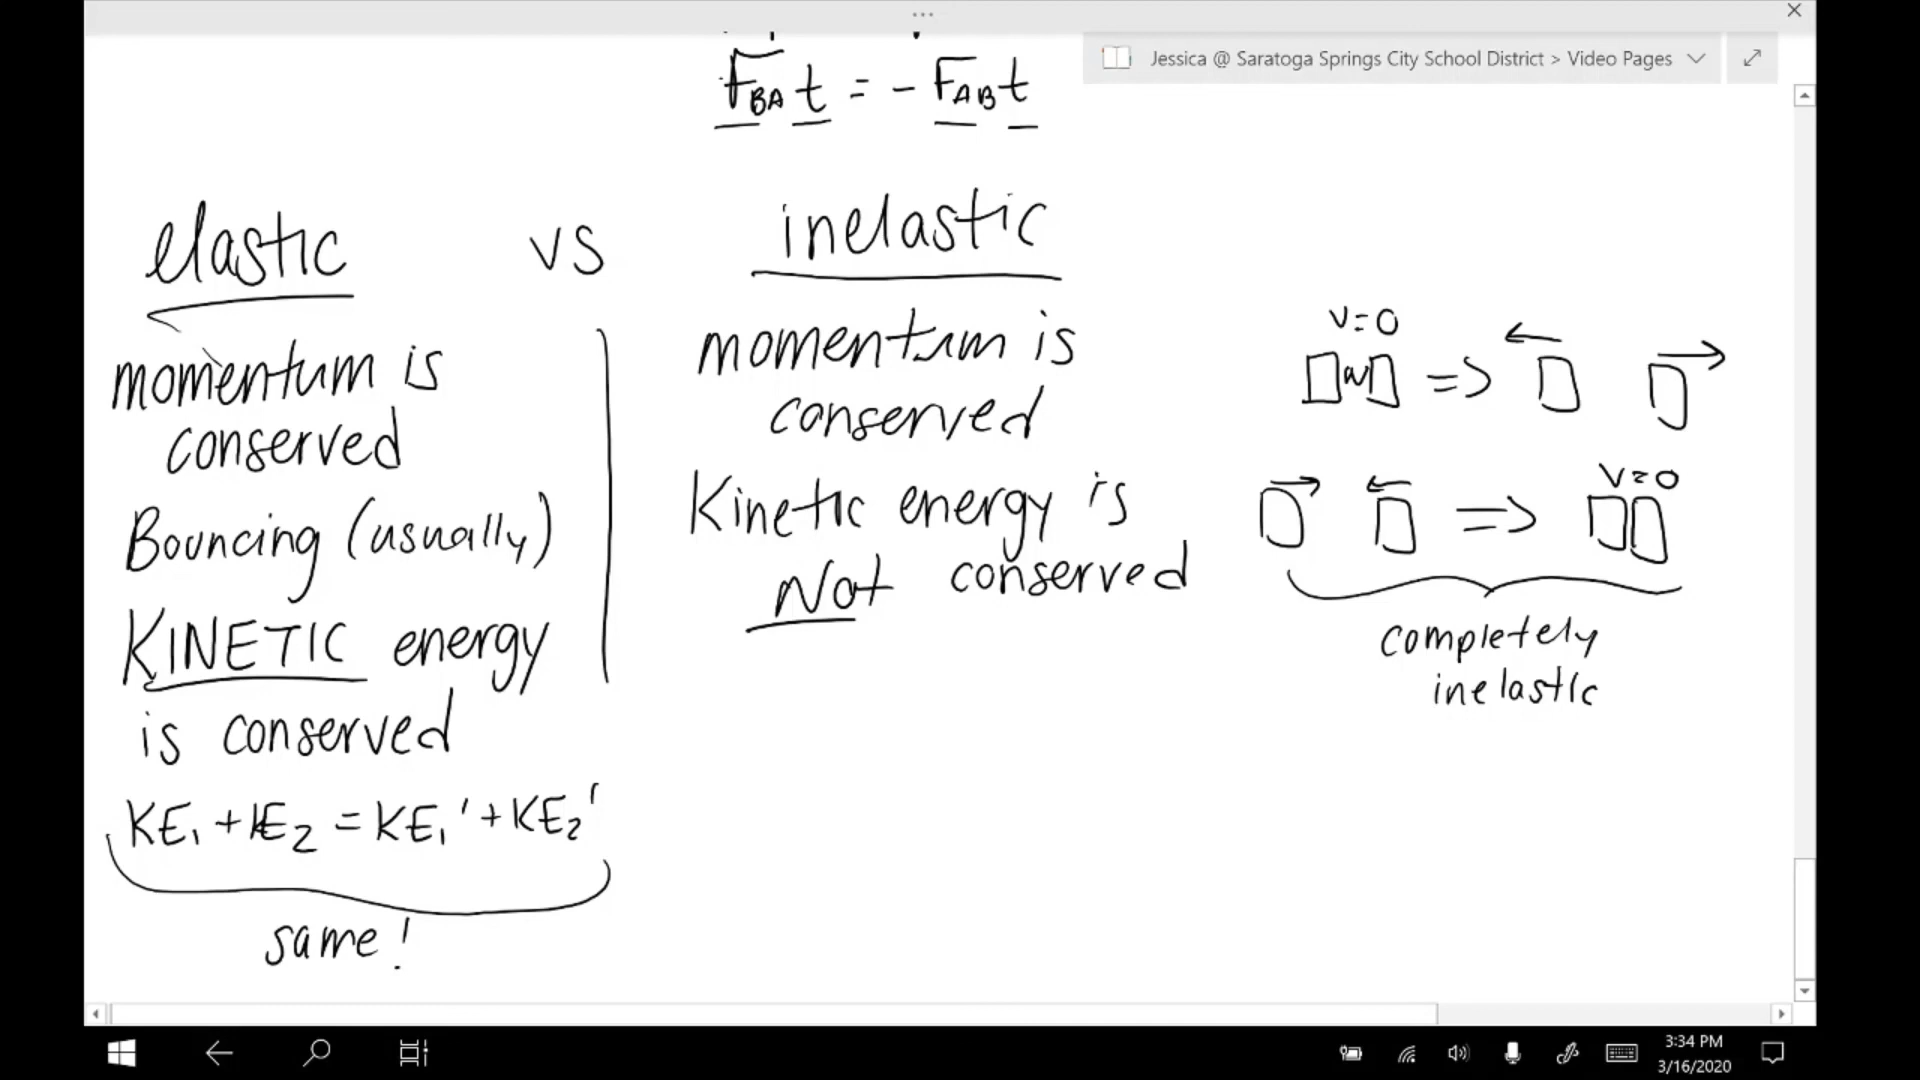 Jessica @ Saratoga Springs City School District > Video Pages
F_BA t = - F_AB t
elastic vs inelastic
momentum is
conserved
Bouncing (usually)
KINETIC energy
is conserved
KE₁ + KE₂ = KE₁' + KE₂'
same!
momentum is
conserved
Kinetic energy is
Not conserved
v=0
=>
v=0
=>
completely
inelastic
3:34 PM
3/16/2020